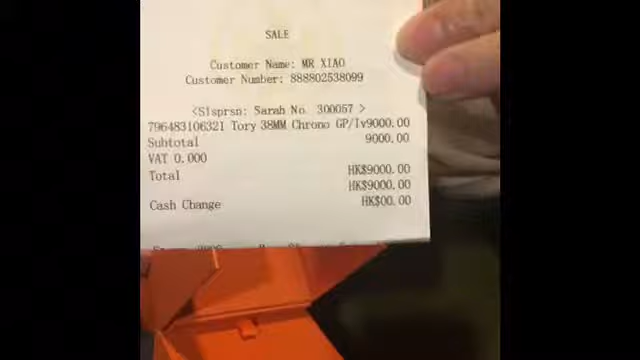 SALE
Customer Name: MR XIAO
Customer Number: 888802538099
<Slsprsn: Sarah No. 300057 >
796483106321 Tory 38MM Chrono GP/Iv9000.00
Subtotal 9000.00
VAT 0.000
Total HK$9000.00
HK$9000.00
Cash Change HK$00.00